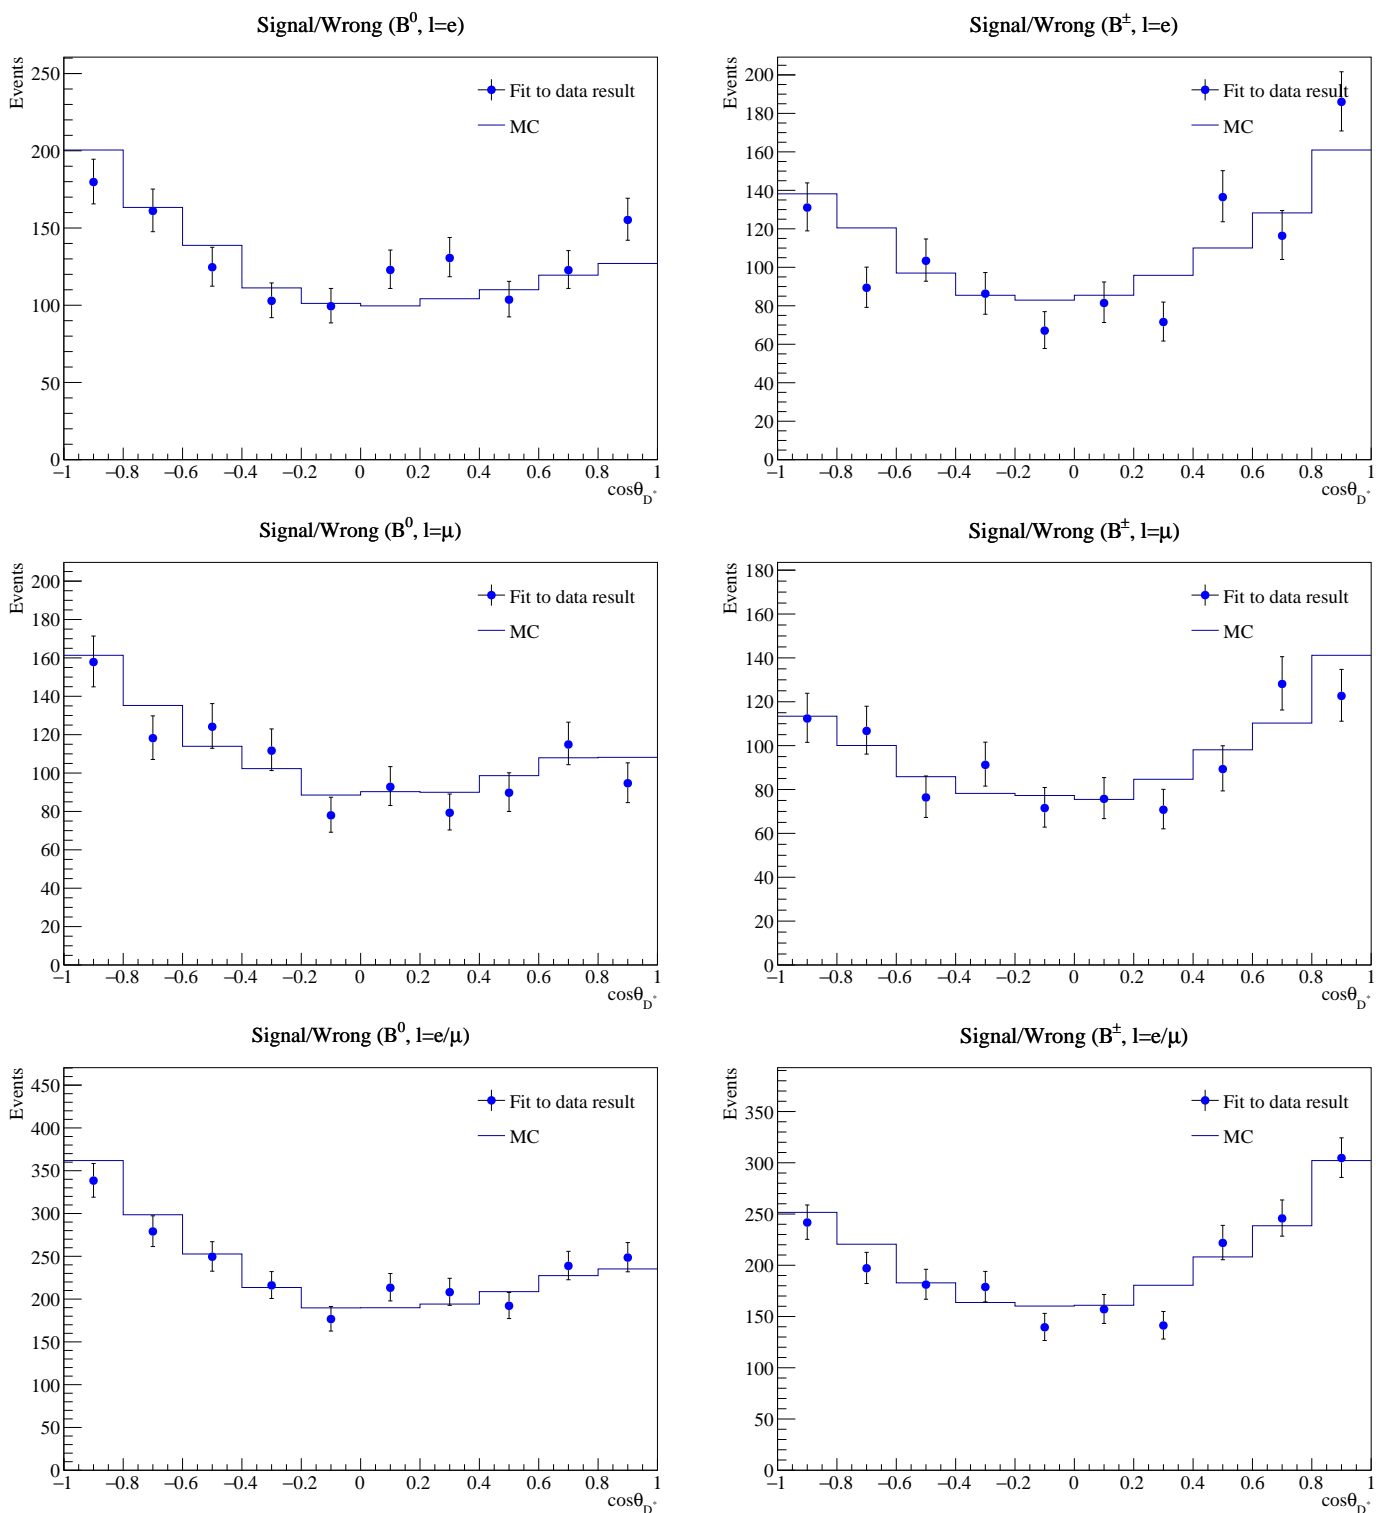 Signal/Wrong (B⁰, l=e)
Events
250
200
150
100
50
0
Fit to data result
MC
−1 −0.8 −0.6 −0.4 −0.2 0 0.2 0.4 0.6 0.8 1
cosθ_D*
Signal/Wrong (B±, l=e)
Events
200
180
160
140
120
100
80
60
40
20
0
Fit to data result
MC
−1 −0.8 −0.6 −0.4 −0.2 0 0.2 0.4 0.6 0.8 1
cosθ_D*
Signal/Wrong (B⁰, l=μ)
Events
200
180
160
140
120
100
80
60
40
20
0
Fit to data result
MC
−1 −0.8 −0.6 −0.4 −0.2 0 0.2 0.4 0.6 0.8 1
cosθ_D*
Signal/Wrong (B±, l=μ)
Events
180
160
140
120
100
80
60
40
20
0
Fit to data result
MC
−1 −0.8 −0.6 −0.4 −0.2 0 0.2 0.4 0.6 0.8 1
cosθ_D*
Signal/Wrong (B⁰, l=e/μ)
Events
450
400
350
300
250
200
150
100
50
0
Fit to data result
MC
−1 −0.8 −0.6 −0.4 −0.2 0 0.2 0.4 0.6 0.8 1
cosθ_D*
Signal/Wrong (B±, l=e/μ)
Events
350
300
250
200
150
100
50
0
Fit to data result
MC
−1 −0.8 −0.6 −0.4 −0.2 0 0.2 0.4 0.6 0.8 1
cosθ_D*